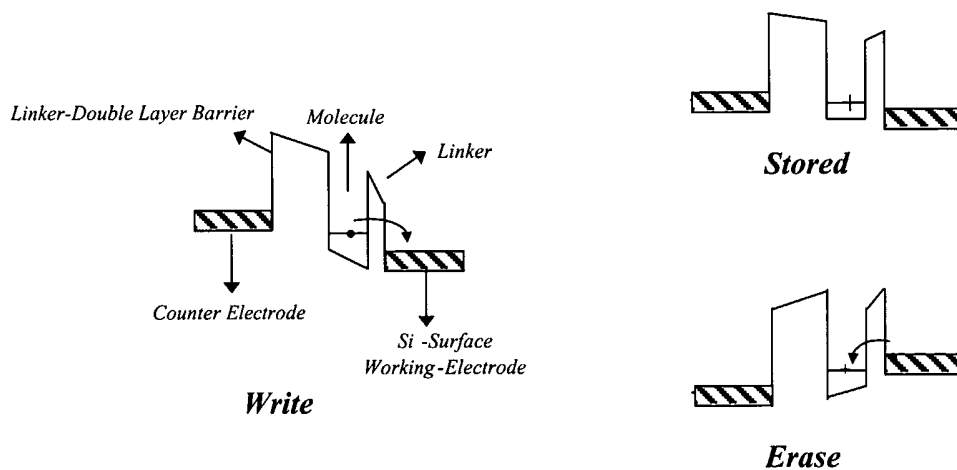 Linker-Double Layer Barrier
Molecule
Linker
Counter Electrode
Si -Surface
Working-Electrode
Write
Stored
Erase